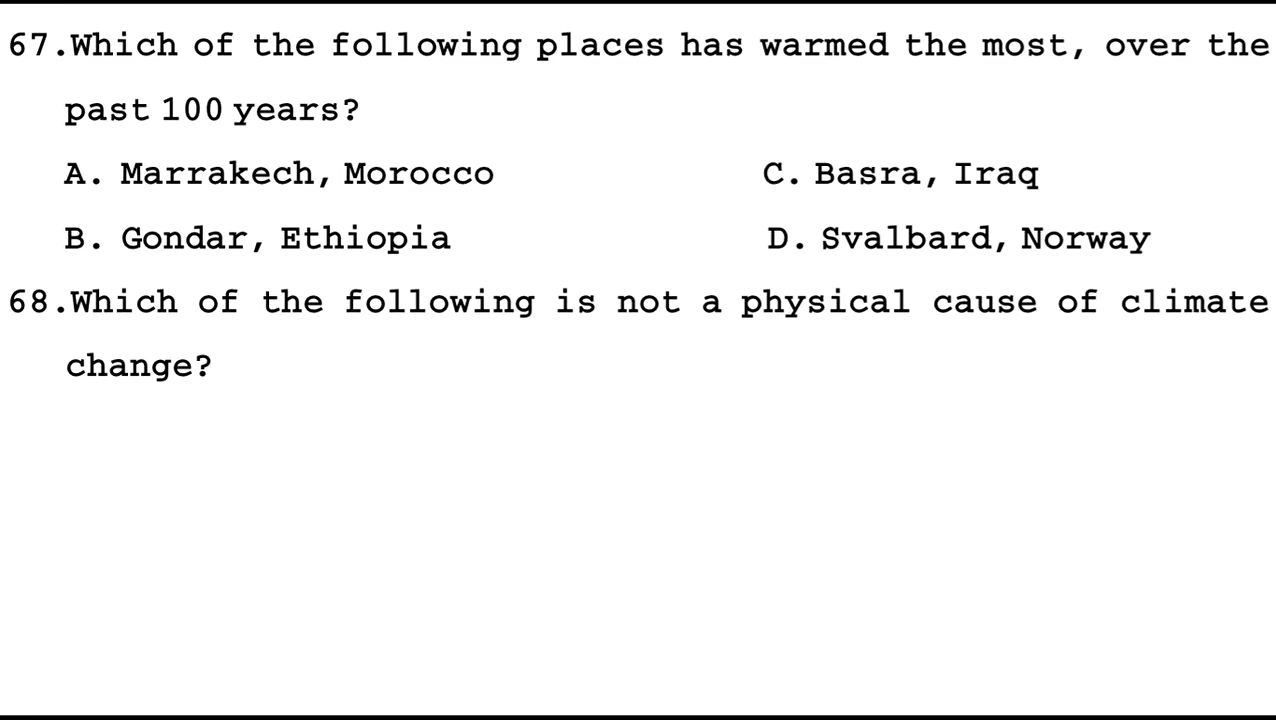 67.Which of the following places has warmed the most, over the
past 100 years?
A. Marrakech, Morocco C. Basra, Iraq
B. Gondar, Ethiopia D. Svalbard, Norway
68.Which of the following is not a physical cause of climate
change?